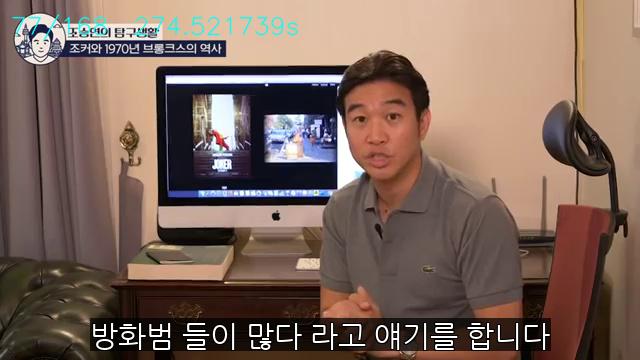 77/168, 274.521739s
조승연의 탐구생활
조커와 1970년 브롱크스의 역사
JOKER
방화범 들이 많다 라고 얘기를 합니다